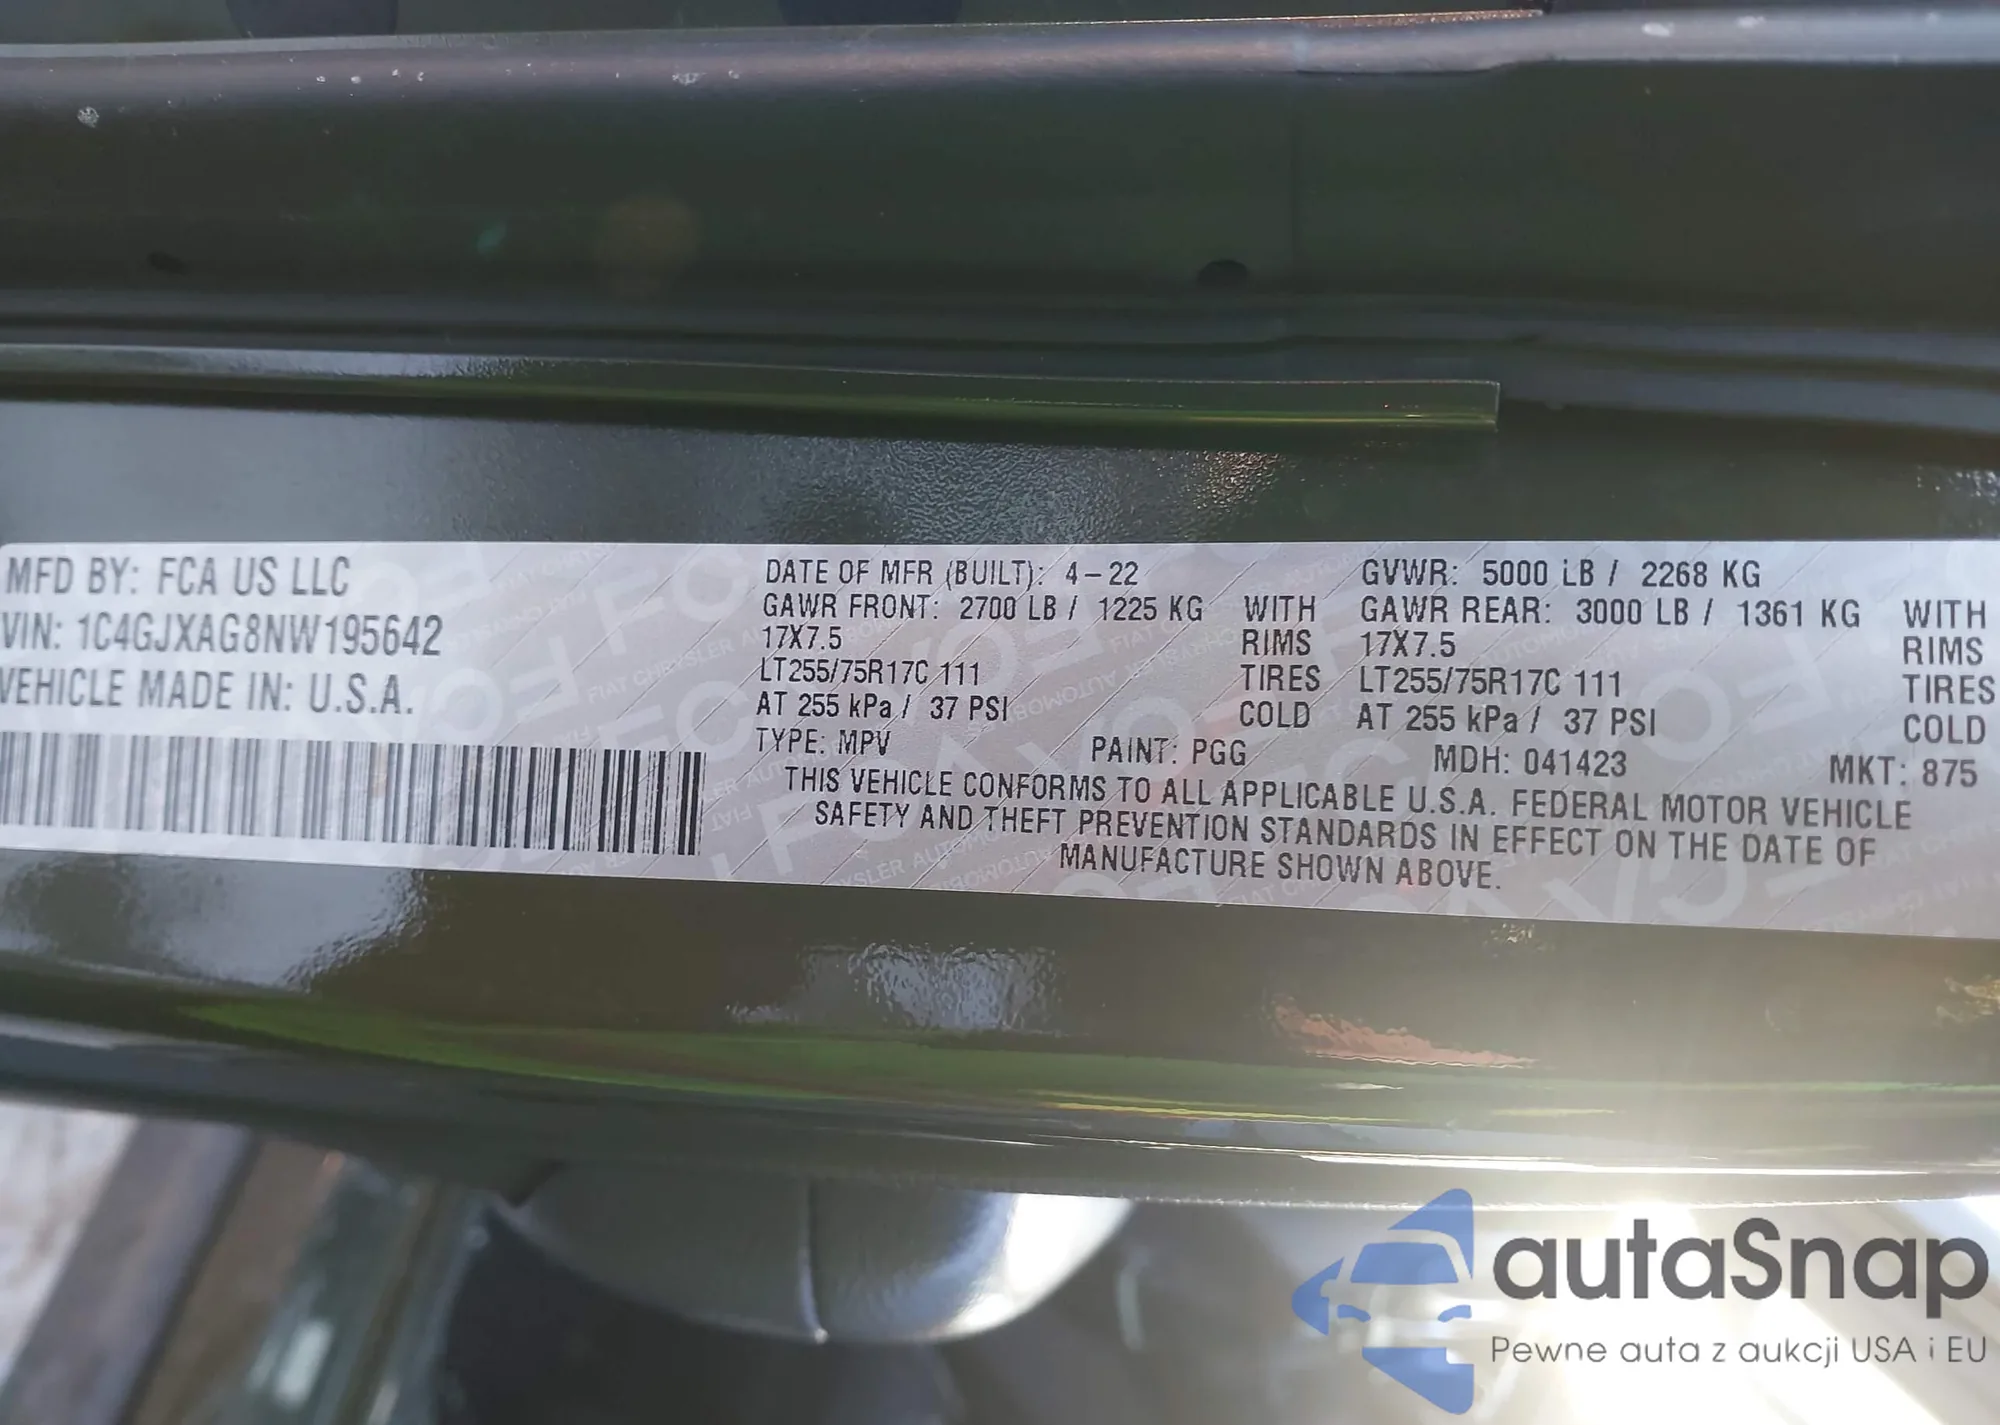 MFD BY: FCA US LLC
VIN: 1C4GJXAG8NW195642
VEHICLE MADE IN: U.S.A.
DATE OF MFR (BUILT): 4-22
GVWR: 5000 LB / 2268 KG
GAWR FRONT: 2700 LB / 1225 KG WITH
17X7.5 RIMS
LT255/75R17C 111 TIRES
AT 255 kPa / 37 PSI COLD
GAWR REAR: 3000 LB / 1361 KG WITH
17X7.5 RIMS
LT255/75R17C 111 TIRES
AT 255 kPa / 37 PSI COLD
TYPE: MPV PAINT: PGG MDH: 041423 MKT: 875
THIS VEHICLE CONFORMS TO ALL APPLICABLE U.S.A. FEDERAL MOTOR VEHICLE
SAFETY AND THEFT PREVENTION STANDARDS IN EFFECT ON THE DATE OF
MANUFACTURE SHOWN ABOVE.
autaSnap
Pewne auta z aukcji USA i EU